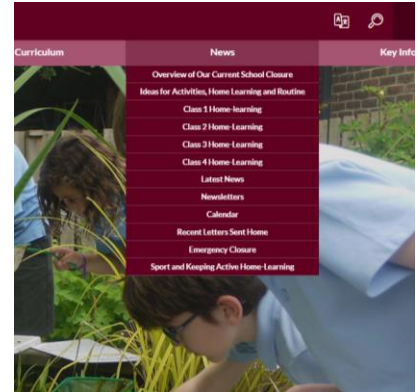 Curriculum
News
Key Info
Overview of Our Current School Closure
Ideas for Activities, Home Learning and Routine
Class 1 Home-learning
Class 2 Home-Learning
Class 3 Home-Learning
Class 4 Home-Learning
Latest News
Newsletters
Calendar
Recent Letters Sent Home
Emergency Closure
Sport and Keeping Active Home-Learning